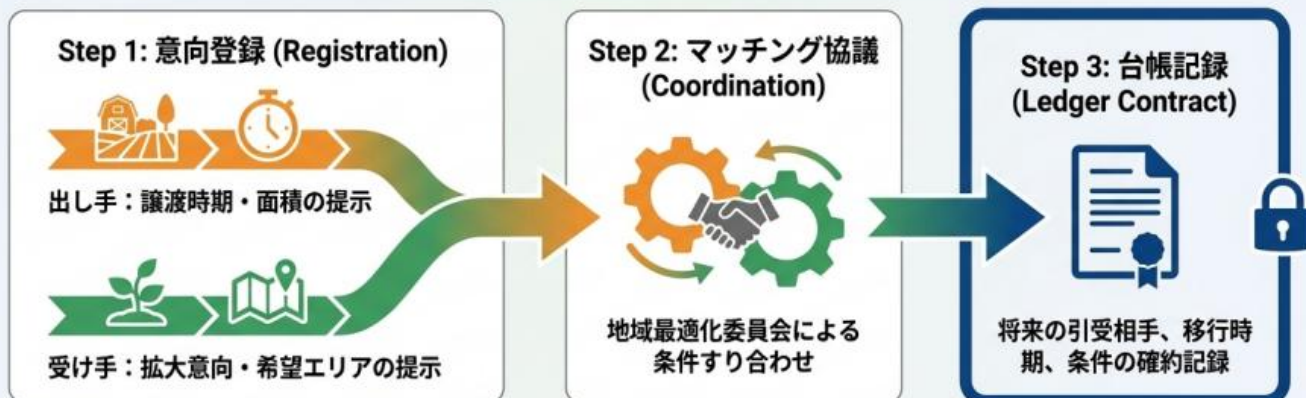 Step 1: 意向登録 (Registration)
出し手：譲渡時期・面積の提示
受け手：拡大意向・希望エリアの提示
Step 2: マッチング協議
(Coordination)
地域最適化委員会による
条件すり合わせ
Step 3: 台帳記録
(Ledger Contract)
将来の引受相手、移行時
期、条件の確約記録